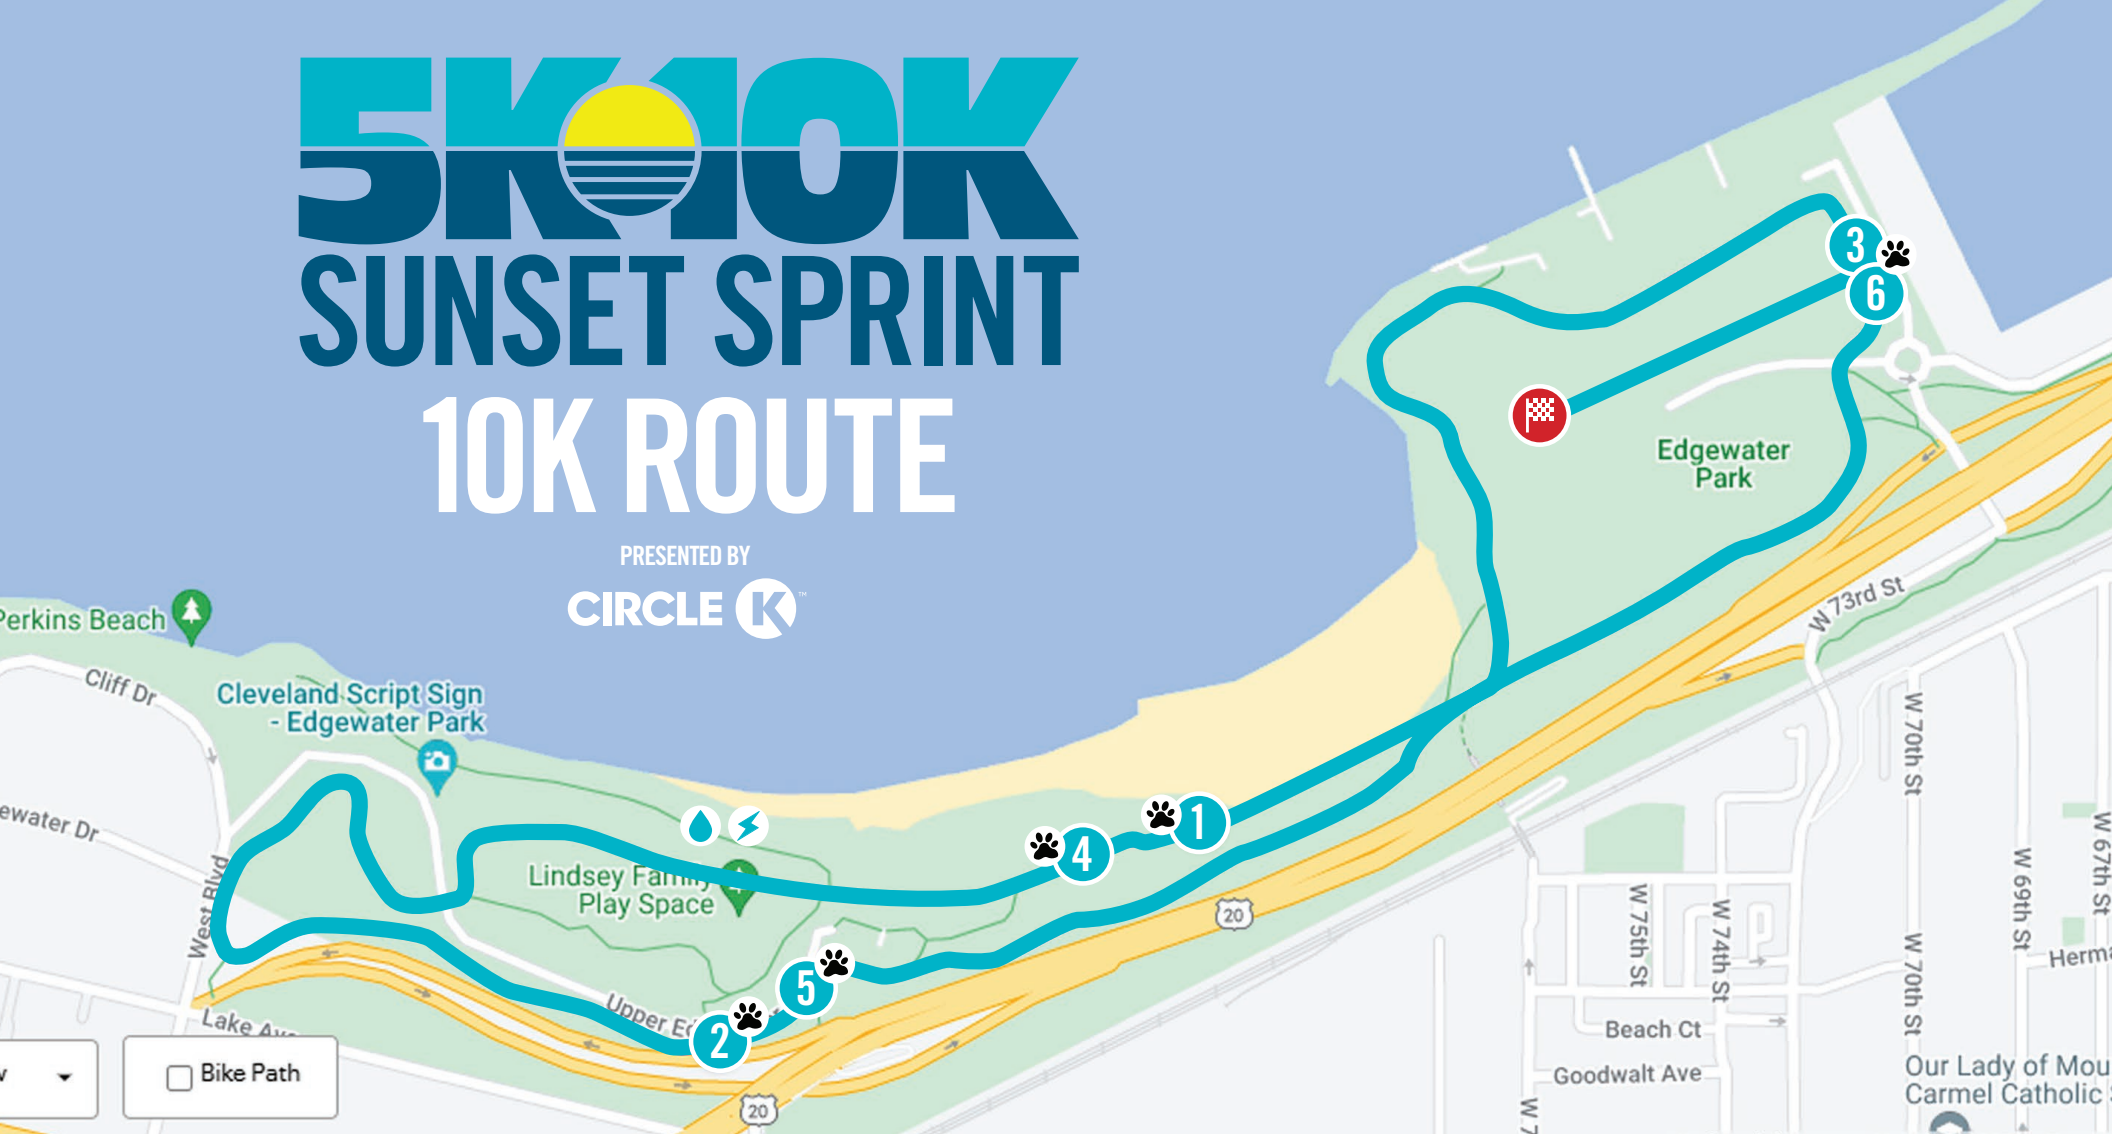 5K 10K
SUNSET SPRINT
10K ROUTE
PRESENTED BY
CIRCLE K™
3
6
Edgewater
Park
Perkins Beach
Cliff Dr
Cleveland Script Sign
- Edgewater Park
W 73rd St
ewater Dr
West Blvd
Lindsey Family
Play Space
1
4
5
2
Upper Ed
20
20
Lake Av
Bike Path
W 70th St
W 67th St
W 69th St
W 75th St
W 74th St
W 70th St
Herma
Beach Ct
Goodwalt Ave
W 7
Our Lady of Mou
Carmel Catholic